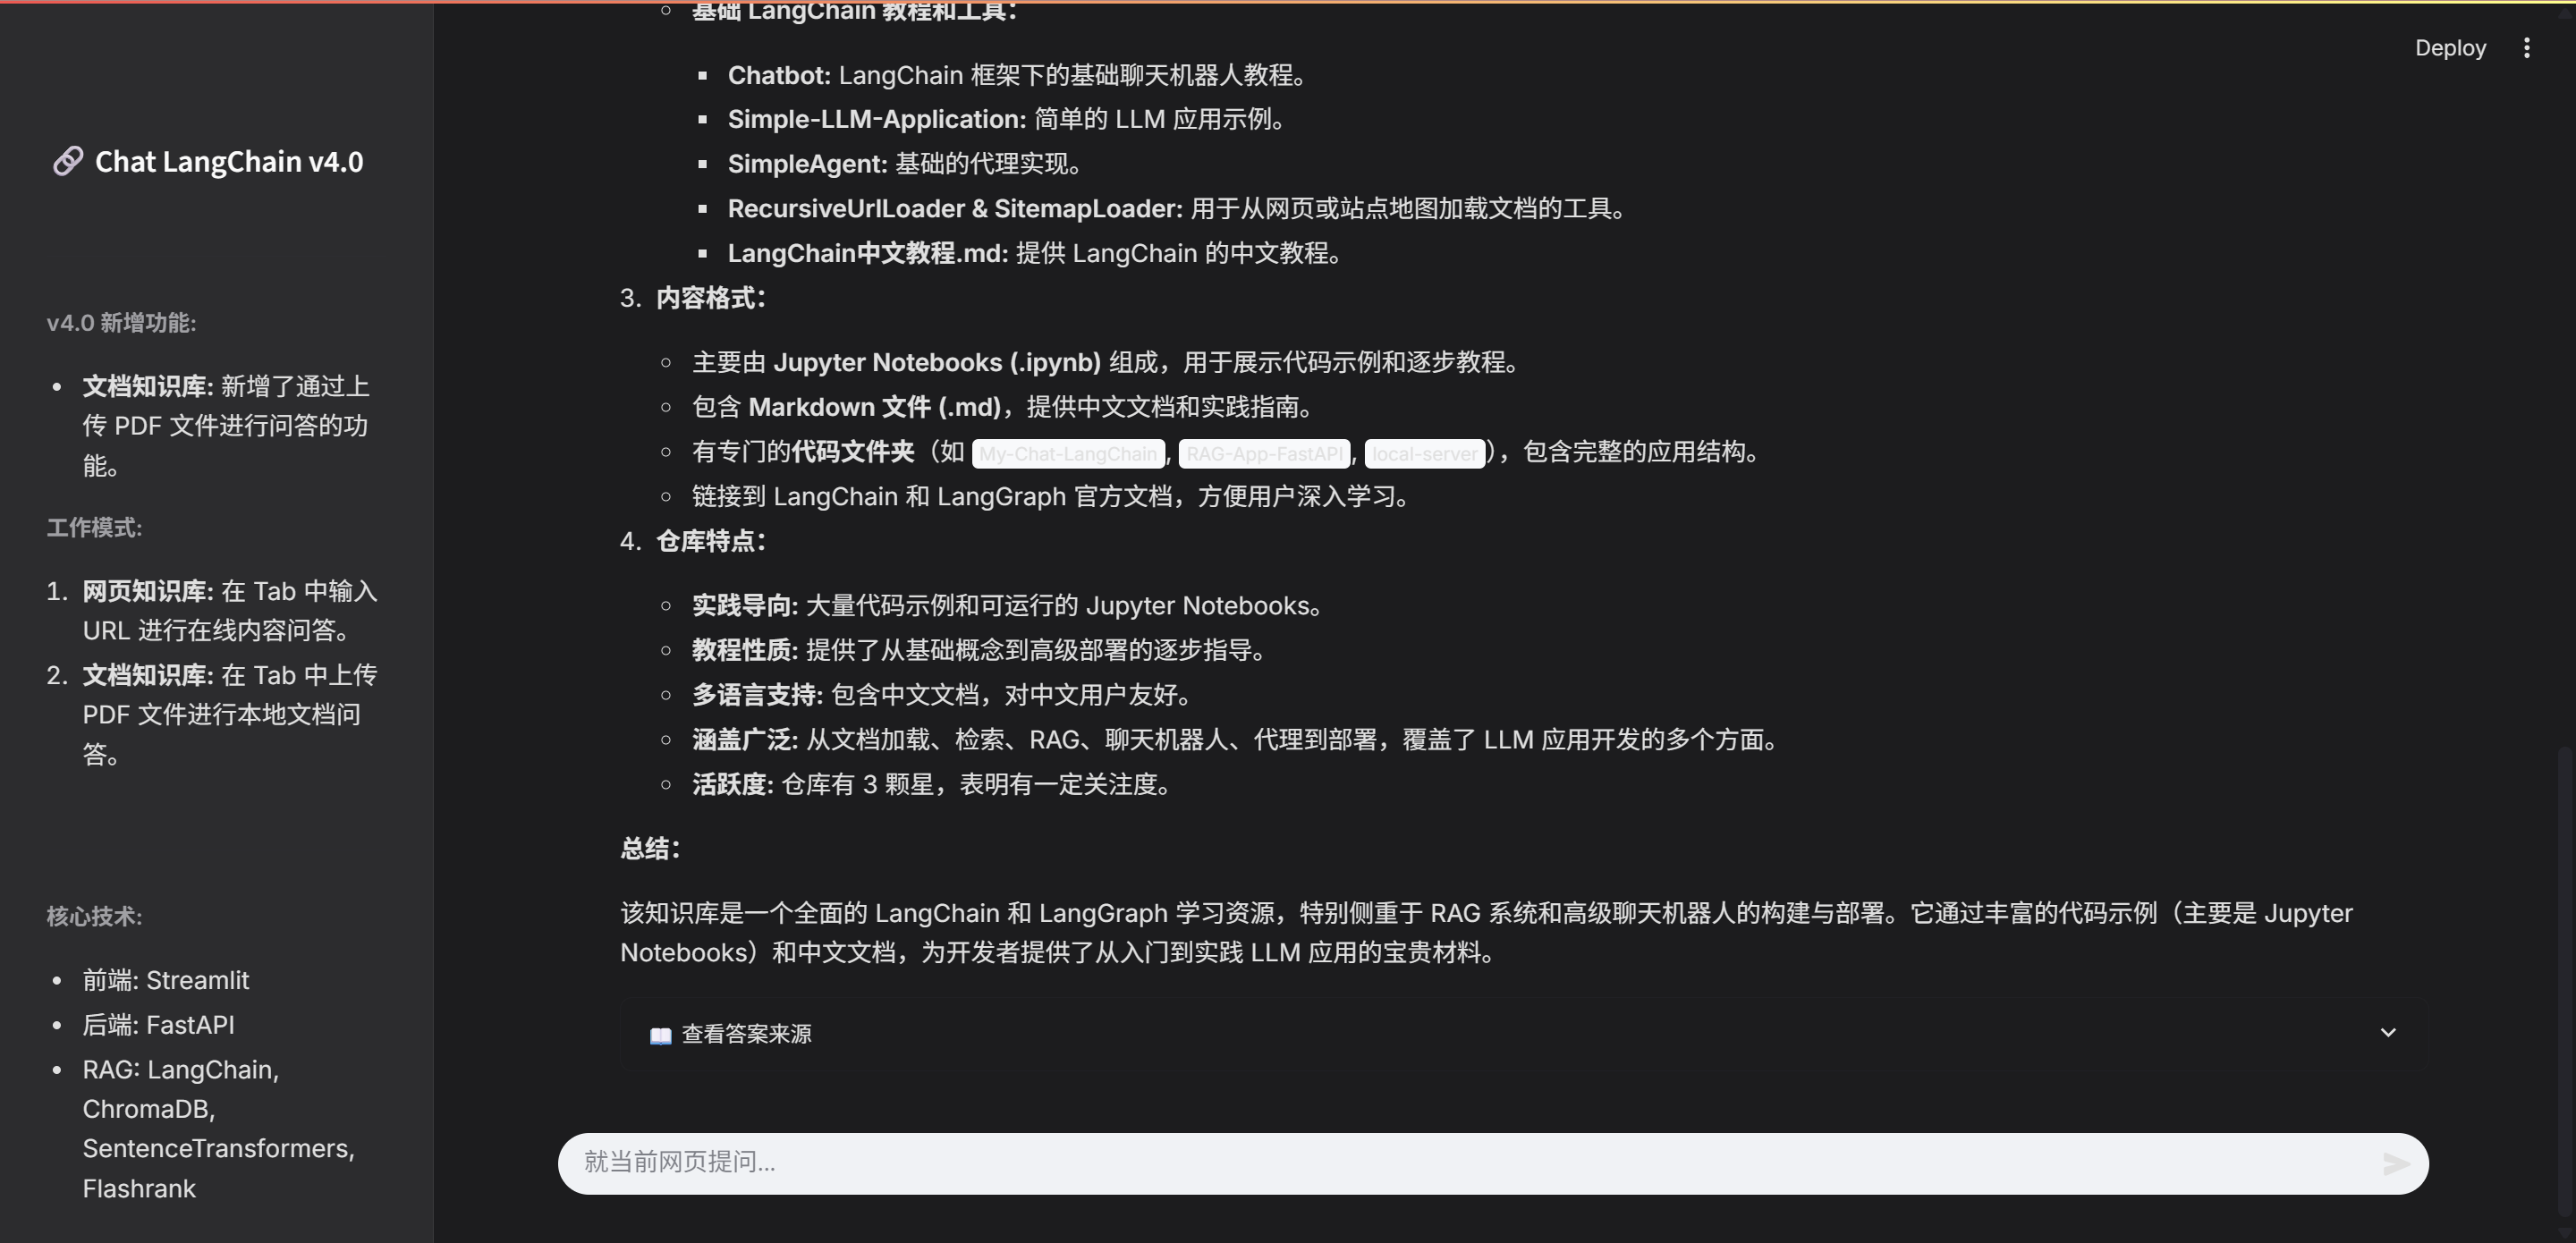 🔗 Chat LangChain v4.0
v4.0 新增功能:
• 文档知识库: 新增了通过上
传 PDF 文件进行问答的功
能。
工作模式:
1. 网页知识库: 在 Tab 中输入
URL 进行在线内容问答。
2. 文档知识库: 在 Tab 中上传
PDF 文件进行本地文档问
答。
核心技术:
• 前端: Streamlit
• 后端: FastAPI
• RAG: LangChain,
ChromaDB,
SentenceTransformers,
Flashrank
Deploy
基础 LangChain 教程和工具：
Chatbot: LangChain 框架下的基础聊天机器人教程。
Simple-LLM-Application: 简单的 LLM 应用示例。
SimpleAgent: 基础的代理实现。
RecursiveUrlLoader & SitemapLoader: 用于从网页或站点地图加载文档的工具。
LangChain中文教程.md: 提供 LangChain 的中文教程。
3. 内容格式：
主要由 Jupyter Notebooks (.ipynb) 组成，用于展示代码示例和逐步教程。
包含 Markdown 文件 (.md)，提供中文文档和实践指南。
有专门的代码文件夹（如 My-Chat-LangChain, RAG-App-FastAPI, local-server），包含完整的应用结构。
链接到 LangChain 和 LangGraph 官方文档，方便用户深入学习。
4. 仓库特点：
实践导向: 大量代码示例和可运行的 Jupyter Notebooks。
教程性质: 提供了从基础概念到高级部署的逐步指导。
多语言支持: 包含中文文档，对中文用户友好。
涵盖广泛: 从文档加载、检索、RAG、聊天机器人、代理到部署，覆盖了 LLM 应用开发的多个方面。
活跃度: 仓库有 3 颗星，表明有一定关注度。
总结：
该知识库是一个全面的 LangChain 和 LangGraph 学习资源，特别侧重于 RAG 系统和高级聊天机器人的构建与部署。它通过丰富的代码示例（主要是 Jupyter
Notebooks）和中文文档，为开发者提供了从入门到实践 LLM 应用的宝贵材料。
📖 查看答案来源
就当前网页提问...